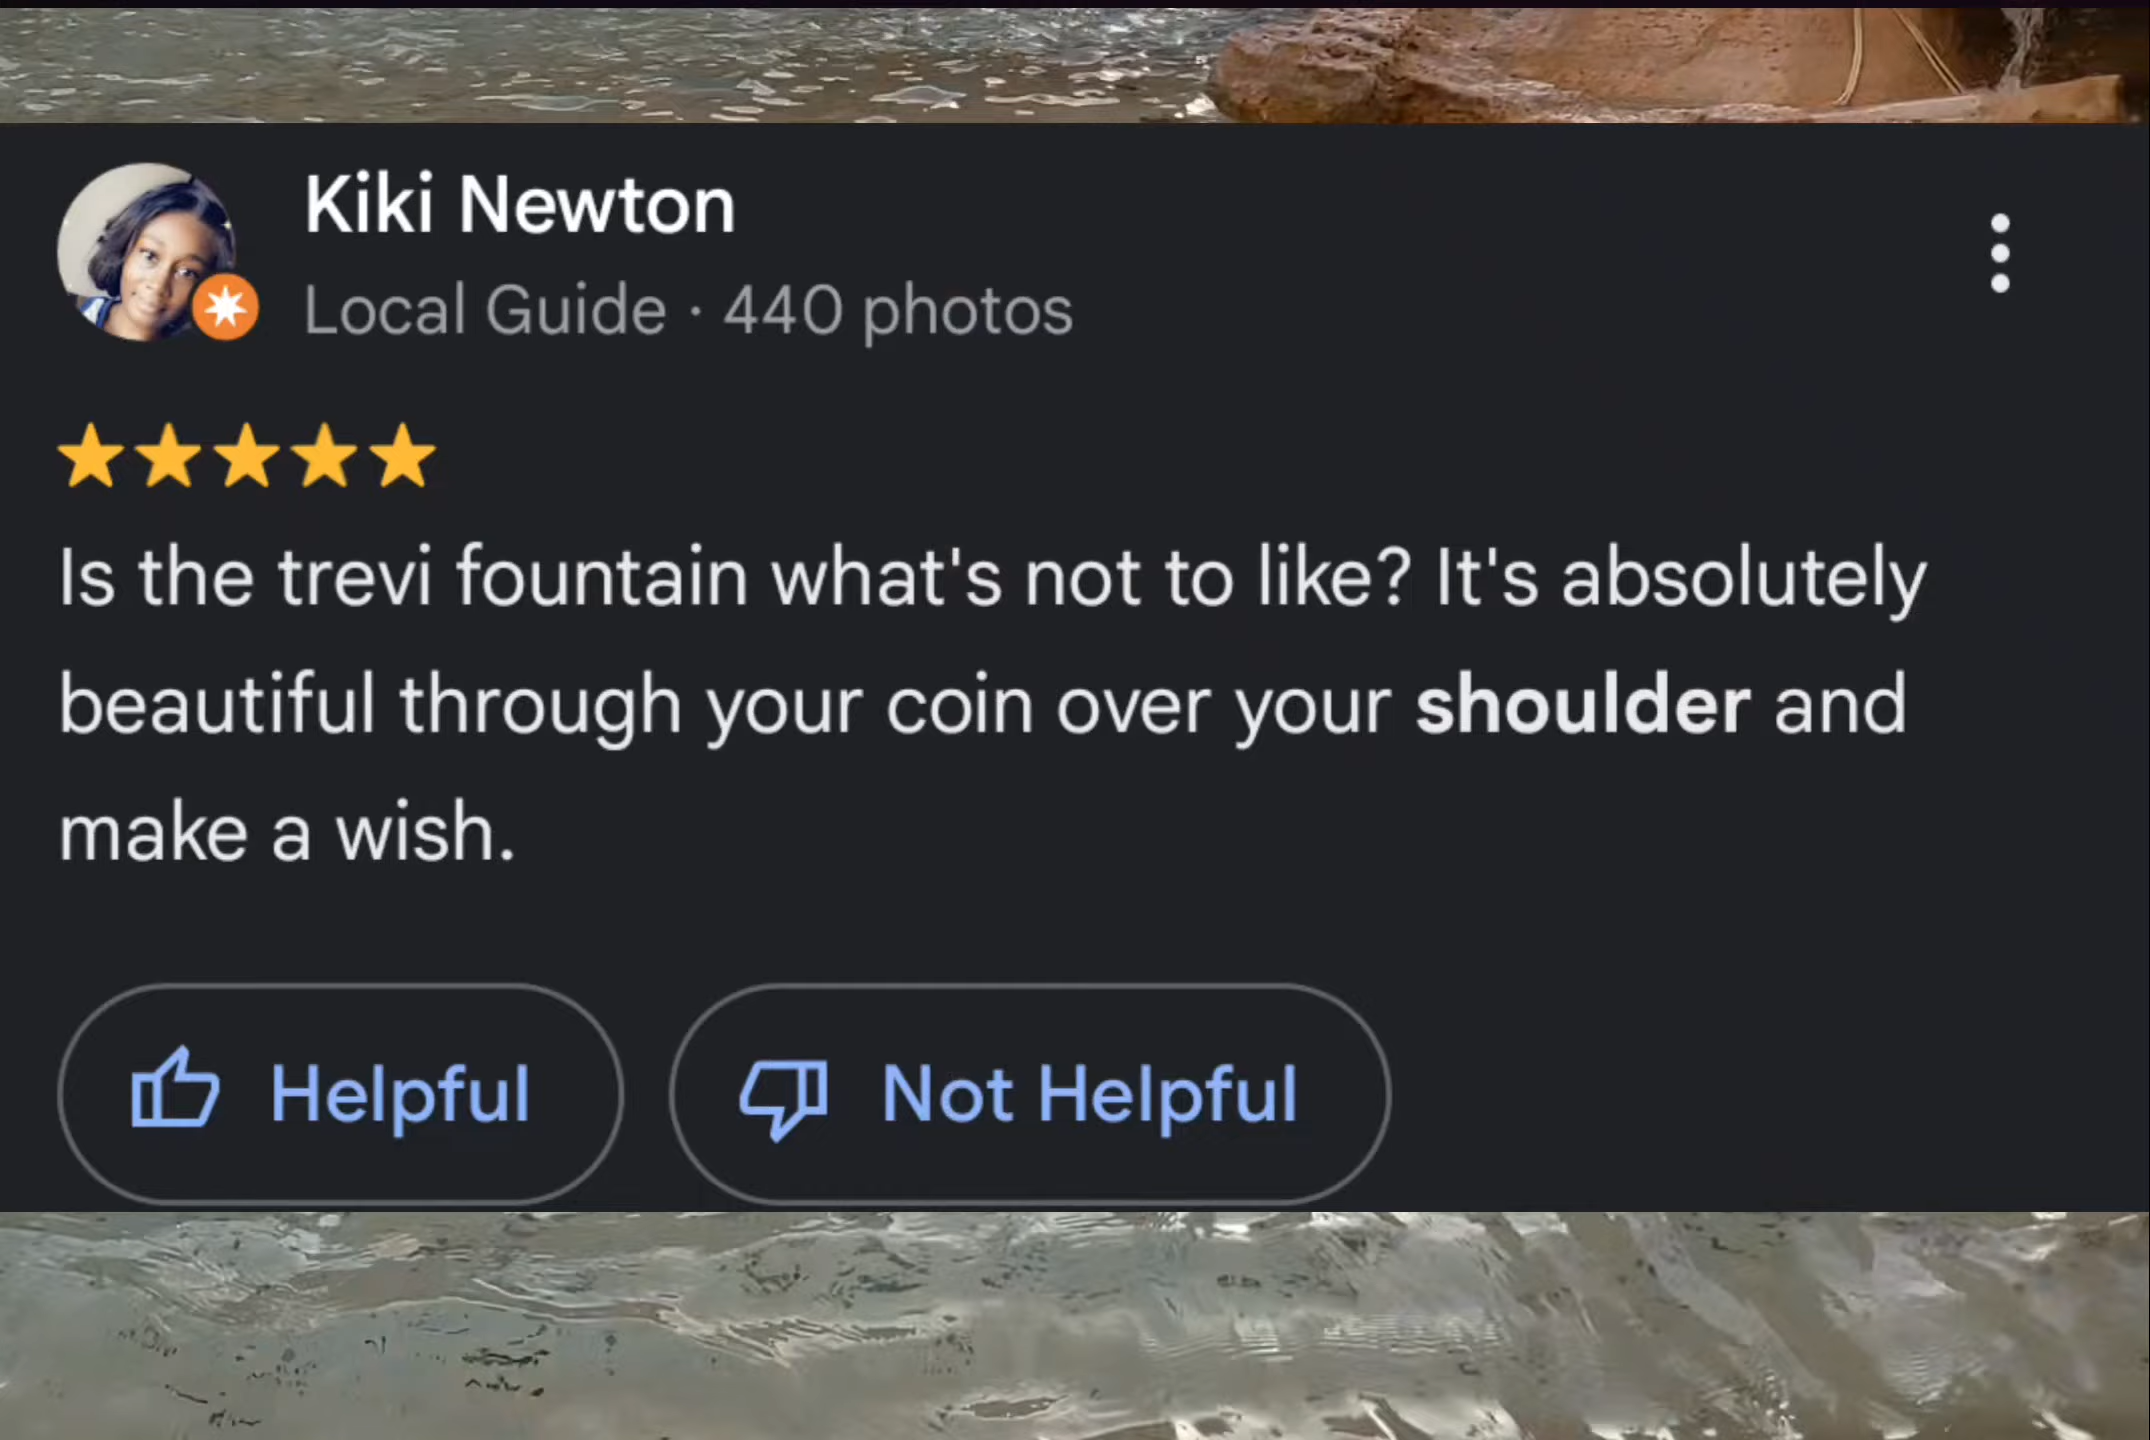 Kiki Newton
Local Guide · 440 photos
Is the trevi fountain what's not to like? It's absolutely
beautiful through your coin over your shoulder and
make a wish.
Helpful
Not Helpful